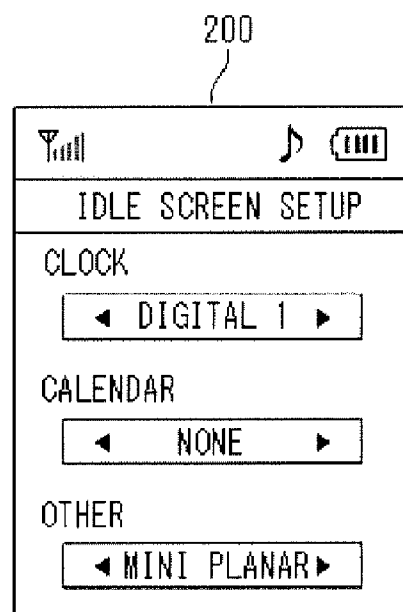 200
IDLE SCREEN SETUP
CLOCK
◄ DIGITAL 1 ►
CALENDAR
◄ NONE ►
OTHER
◄ MINI PLANAR ►